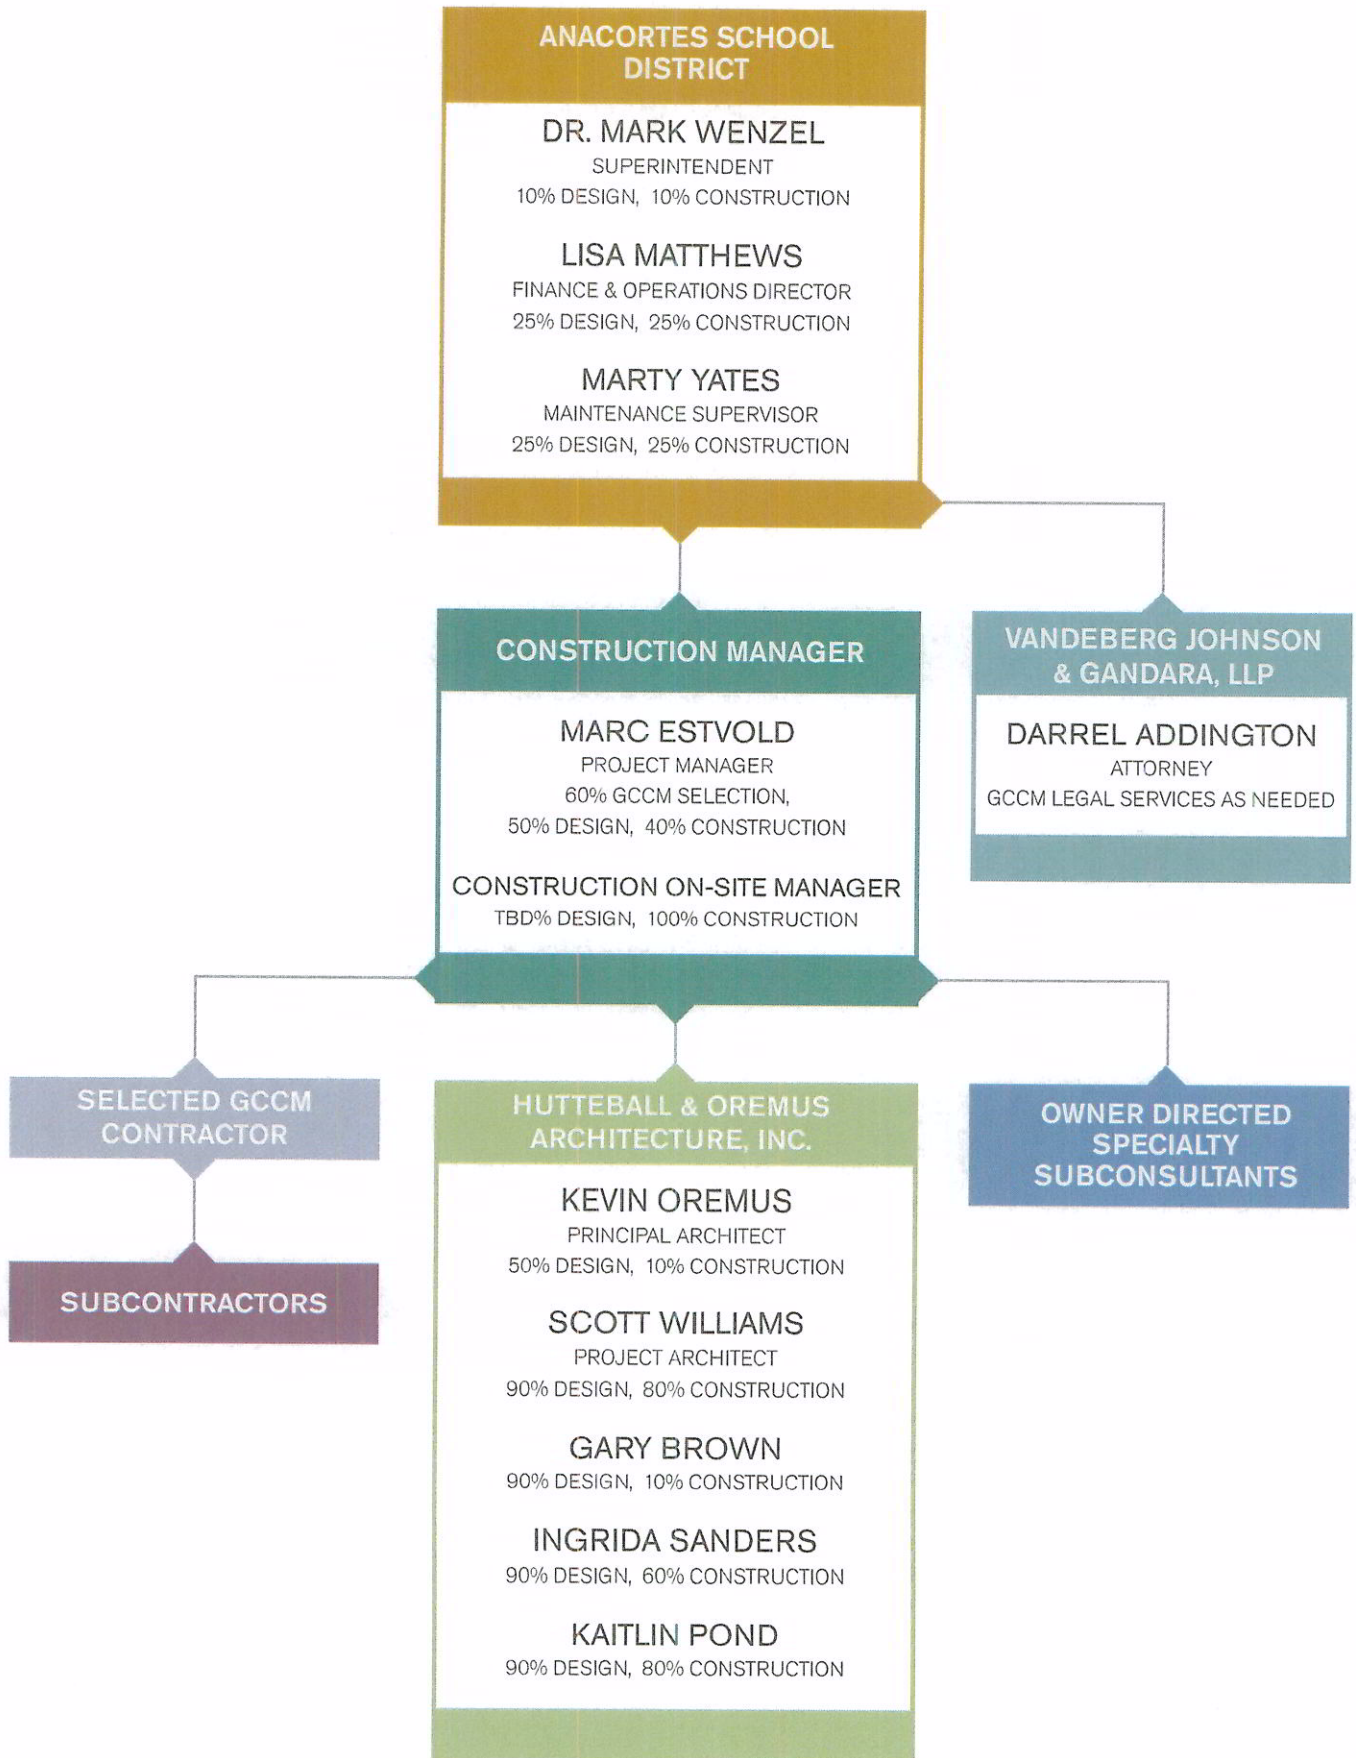 ANACORTES SCHOOL
DISTRICT
DR. MARK WENZEL
SUPERINTENDENT
10% DESIGN, 10% CONSTRUCTION
LISA MATTHEWS
FINANCE & OPERATIONS DIRECTOR
25% DESIGN, 25% CONSTRUCTION
MARTY YATES
MAINTENANCE SUPERVISOR
25% DESIGN, 25% CONSTRUCTION
CONSTRUCTION MANAGER
MARC ESTVOLD
PROJECT MANAGER
60% GCCM SELECTION,
50% DESIGN, 40% CONSTRUCTION
CONSTRUCTION ON-SITE MANAGER
TBD% DESIGN, 100% CONSTRUCTION
VANDEBERG JOHNSON
& GANDARA, LLP
DARREL ADDINGTON
ATTORNEY
GCCM LEGAL SERVICES AS NEEDED
SELECTED GCCM
CONTRACTOR
SUBCONTRACTORS
HUTTEBALL & OREMUS
ARCHITECTURE, INC.
KEVIN OREMUS
PRINCIPAL ARCHITECT
50% DESIGN, 10% CONSTRUCTION
SCOTT WILLIAMS
PROJECT ARCHITECT
90% DESIGN, 80% CONSTRUCTION
GARY BROWN
90% DESIGN, 10% CONSTRUCTION
INGRIDA SANDERS
90% DESIGN, 60% CONSTRUCTION
KAITLIN POND
90% DESIGN, 80% CONSTRUCTION
OWNER DIRECTED
SPECIALTY
SUBCONSULTANTS